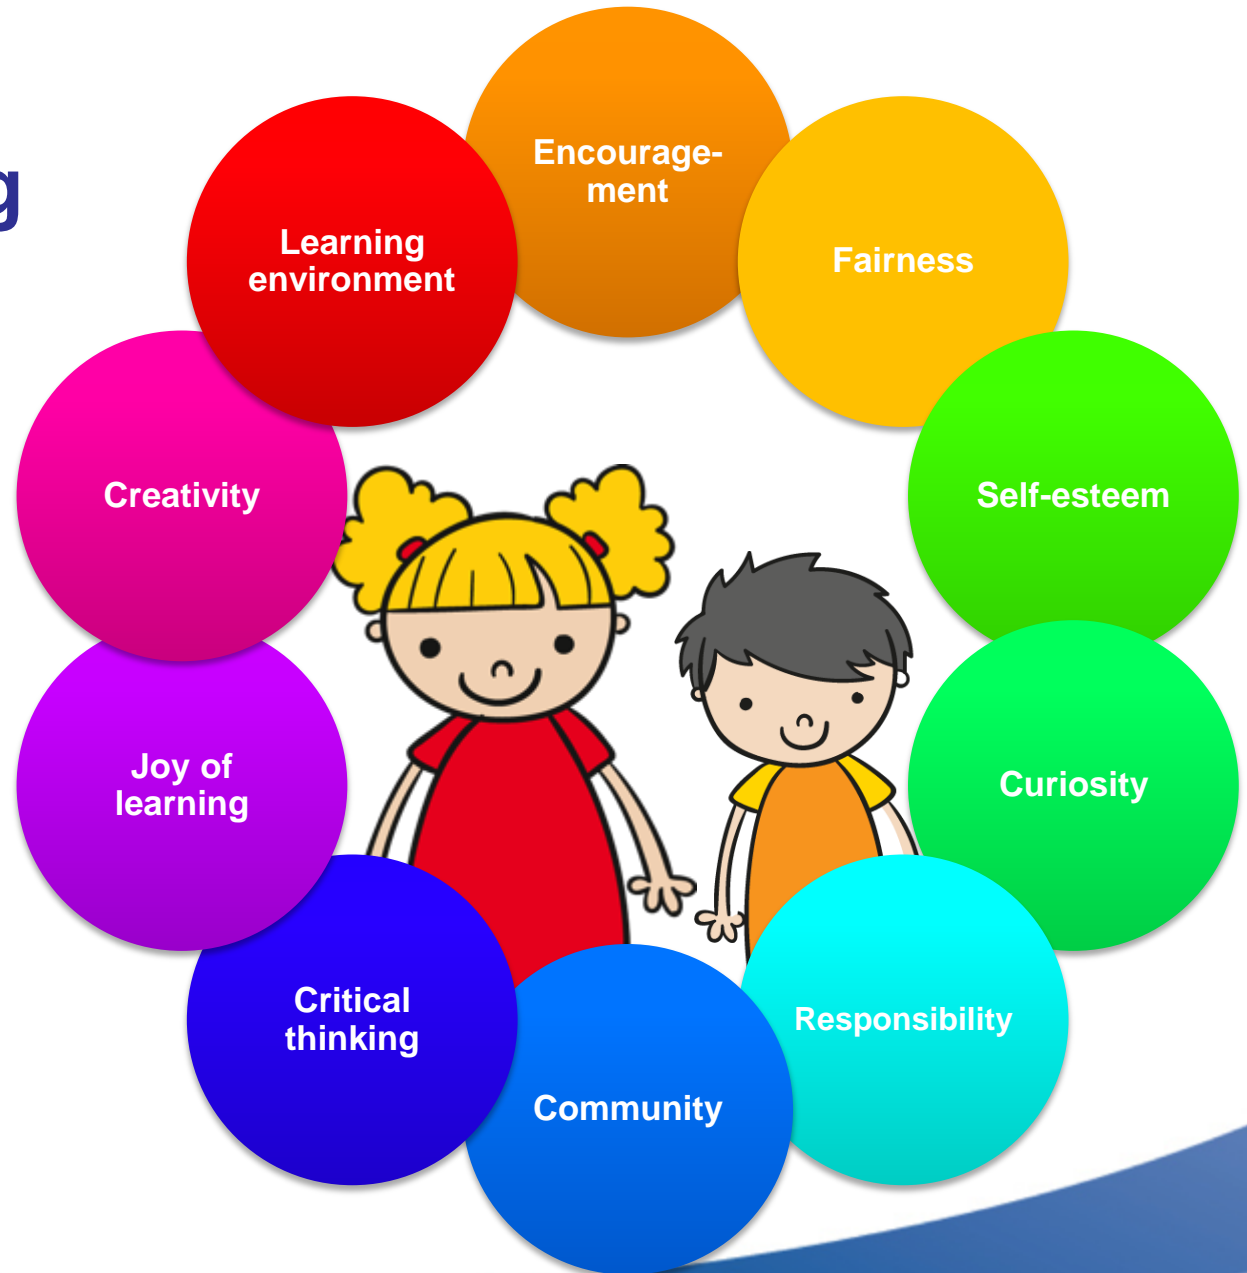 g
Encourage-
ment
Fairness
Self-esteem
Curiosity
Responsibility
Community
Critical
thinking
Joy of
learning
Creativity
Learning
environment